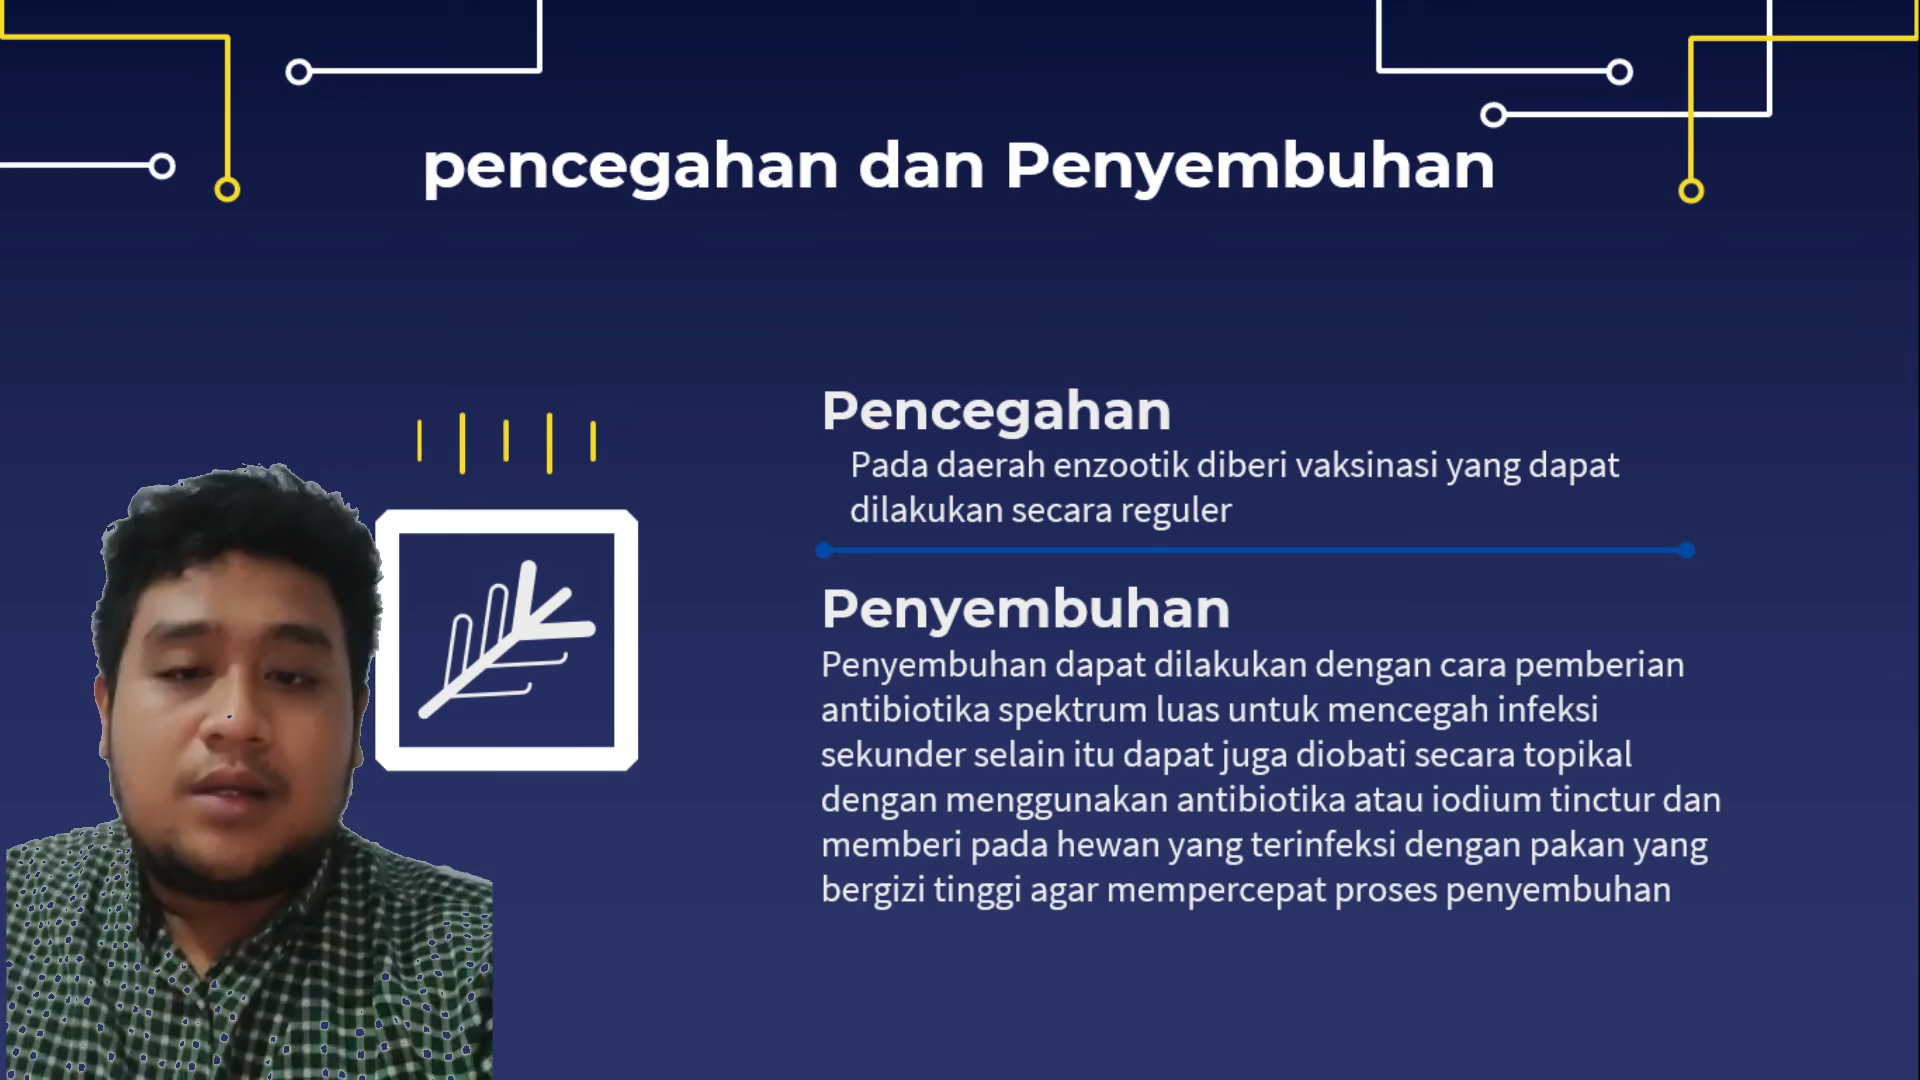 pencegahan dan Penyembuhan
Pencegahan
Pada daerah enzootik diberi vaksinasi yang dapat
dilakukan secara reguler
Penyembuhan
Penyembuhan dapat dilakukan dengan cara pemberian
antibiotika spektrum luas untuk mencegah infeksi
sekunder selain itu dapat juga diobati secara topikal
dengan menggunakan antibiotika atau iodium tinctur dan
memberi pada hewan yang terinfeksi dengan pakan yang
bergizi tinggi agar mempercepat proses penyembuhan